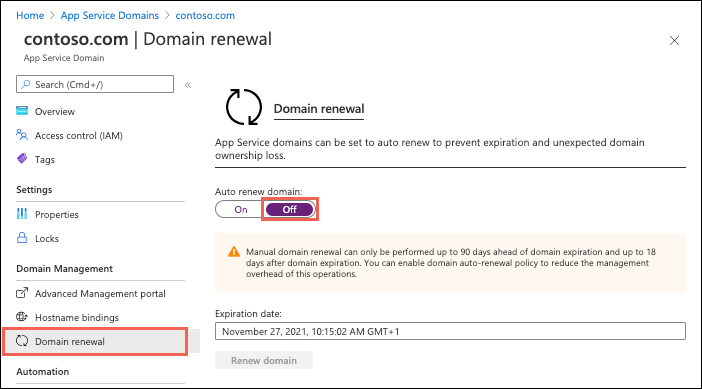 Home > App Service Domains > contoso.com
contoso.com | Domain renewal
App Service Domain
Search (Cmd+/)
«
Overview
Access control (IAM)
Tags
Settings
Properties
Locks
Domain Management
Advanced Management portal
Hostname bindings
Domain renewal
Automation
Domain renewal
App Service domains can be set to auto renew to prevent expiration and unexpected domain
ownership loss.
Auto renew domain:
On Off
Manual domain renewal can only be performed up to 90 days ahead of domain expiration and up to 18
days after domain expiration. You can enable domain auto-renewal policy to reduce the management
overhead of this operations.
Expiration date:
November 27, 2021, 10:15:02 AM GMT+1
Renew domain